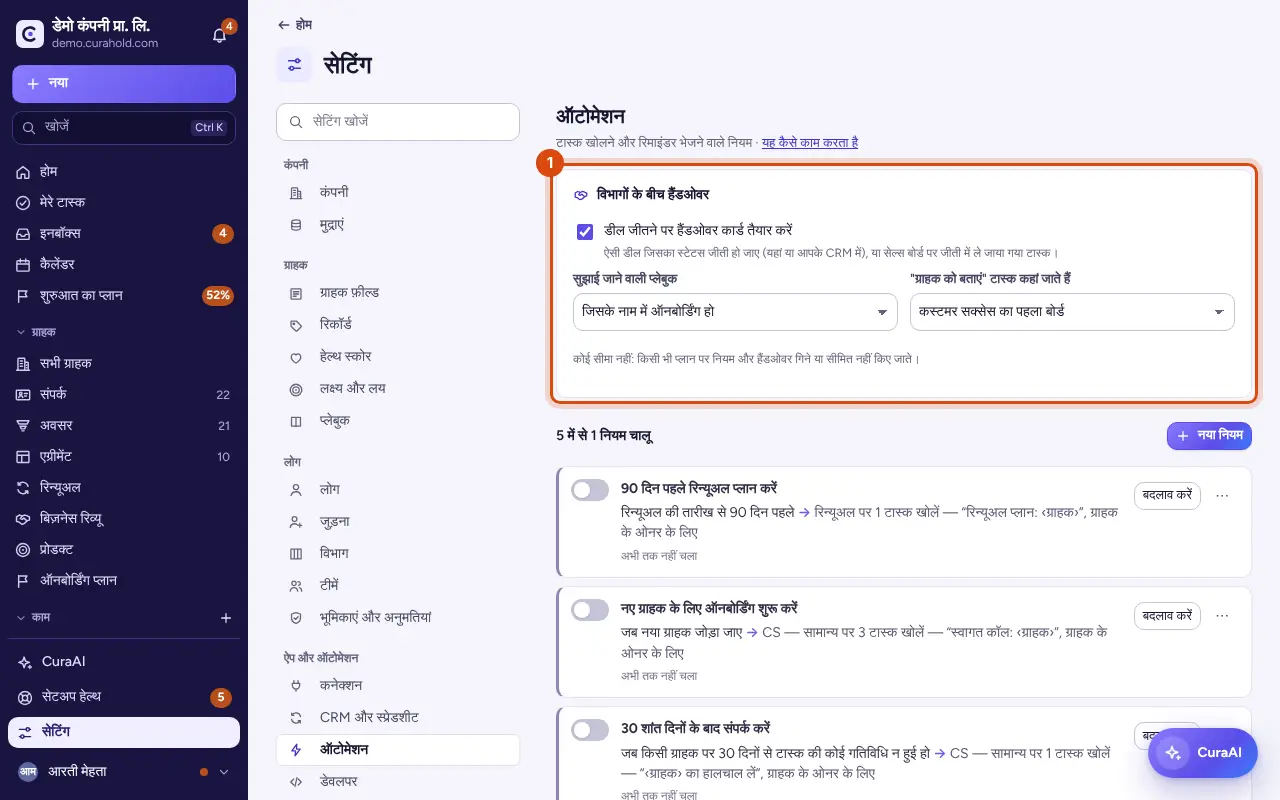 डेमो कंपनी प्रा. लि.
demo.curahold.com
4
नया
खोजें
Ctrl K
होम
मेरे टास्क
इनबॉक्स
4
कैलेंडर
शुरुआत का प्लान
52%
ग्राहक
सभी ग्राहक
संपर्क
22
अवसर
21
एग्रीमेंट
10
रिन्यूअल
बिज़नेस रिव्यू
प्रोडक्ट
ऑनबोर्डिंग प्लान
काम
CuraAI
सेटअप हेल्थ
5
सेटिंग
आम
आरती मेहता
होम
सेटिंग
सेटिंग खोजें
कंपनी
कंपनी
मुद्राएं
ग्राहक
ग्राहक फ़ील्ड
रिकॉर्ड
हेल्थ स्कोर
लक्ष्य और लय
प्लेबुक
लोग
लोग
जुड़ना
विभाग
टीमें
भूमिकाएं और अनुमतियां
ऐप और ऑटोमेशन
कनेक्शन
CRM और स्प्रेडशीट
ऑटोमेशन
डेवलपर
ऑटोमेशन
टास्क खोलने और रिमाइंडर भेजने वाले नियम · यह कैसे काम करता है
1
विभागों के बीच हैंडओवर
डील जीतने पर हैंडओवर कार्ड तैयार करें
ऐसी डील जिसका स्टेटस जीती हो जाए (यहां या आपके CRM में), या सेल्स बोर्ड पर जीती में ले जाया गया टास्क।
सुझाई जाने वाली प्लेबुक
"ग्राहक को बताएं" टास्क कहां जाते हैं
जिसके नाम में ऑनबोर्डिंग हो
कस्टमर सक्सेस का पहला बोर्ड
कोई सीमा नहीं: किसी भी प्लान पर नियम और हैंडओवर गिने या सीमित नहीं किए जाते।
5 में से 1 नियम चालू
नया नियम
90 दिन पहले रिन्यूअल प्लान करें
रिन्यूअल की तारीख से 90 दिन पहले → रिन्यूअल पर 1 टास्क खोलें — “रिन्यूअल प्लान: ‹ग्राहक›”, ग्राहक
के ओनर के लिए
अभी तक नहीं चला
बदलाव करें
नए ग्राहक के लिए ऑनबोर्डिंग शुरू करें
जब नया ग्राहक जोड़ा जाए → CS — सामान्य पर 3 टास्क खोलें — “स्वागत कॉल: ‹ग्राहक›”, ग्राहक के
ओनर के लिए
अभी तक नहीं चला
बदलाव करें
30 शांत दिनों के बाद संपर्क करें
जब किसी ग्राहक पर 30 दिनों से टास्क की कोई गतिविधि न हुई हो → CS — सामान्य पर 1 टास्क खोलें
— “‹ग्राहक› का हालचाल लें”, ग्राहक के ओनर के लिए
अभी तक नहीं चला
CuraAI